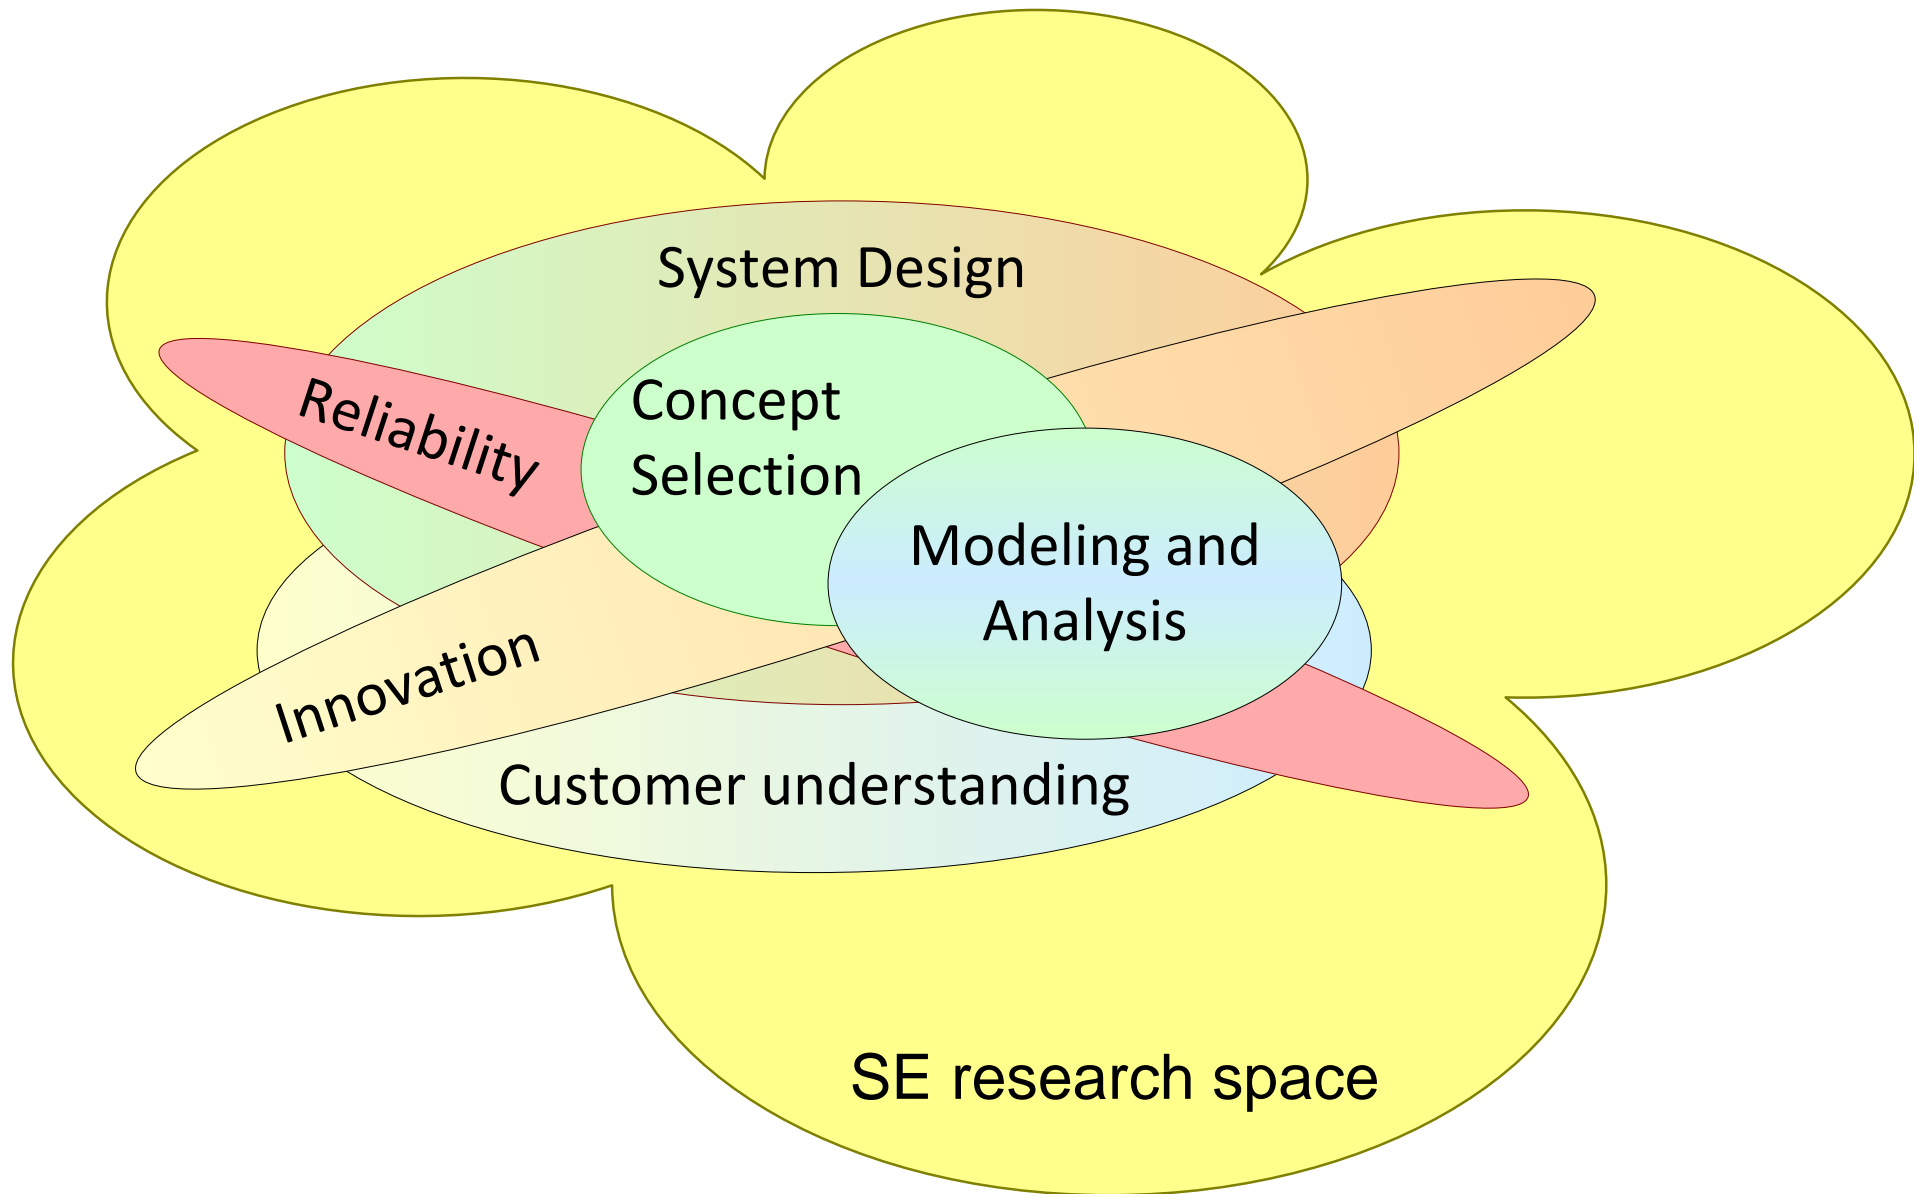 System Design
Concept
Selection
Reliability
Modeling and
Analysis
Innovation
Customer understanding
SE research space